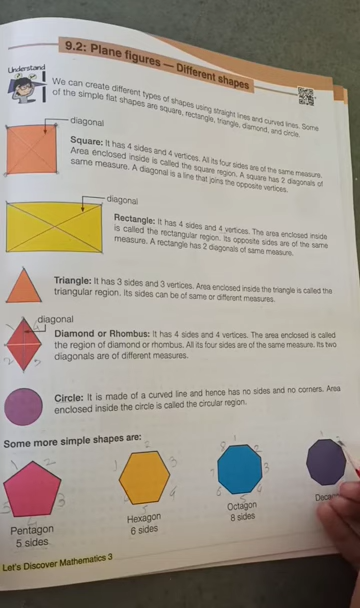 9.2: Plane figures — Different shapes
Understand
We can create different types of shapes using straight lines and curved lines. Some
of the simple flat shapes are square, rectangle, triangle, diamond, and circle.
diagonal
Square: It has 4 sides and 4 vertices. All its four sides are of the same measure.
Area enclosed inside is called the square region. A square has 2 diagonals of
same measure. A diagonal is a line that joins the opposite vertices.
diagonal
Rectangle: It has 4 sides and 4 vertices. The area enclosed inside
is called the rectangular region. Its opposite sides are of the same
measure. A rectangle has 2 diagonals of same measure.
Triangle: It has 3 sides and 3 vertices. Area enclosed inside the triangle is called the
triangular region. Its sides can be of same or different measures.
diagonal
Diamond or Rhombus: It has 4 sides and 4 vertices. The area enclosed is called
the region of diamond or rhombus. All its four sides are of the same measure. Its two
diagonals are of different measures.
Circle: It is made of a curved line and hence has no sides and no corners. Area
enclosed inside the circle is called the circular region.
Some more simple shapes are:
Pentagon
5 sides
Hexagon
6 sides
Octagon
8 sides
Let's Discover Mathematics 3